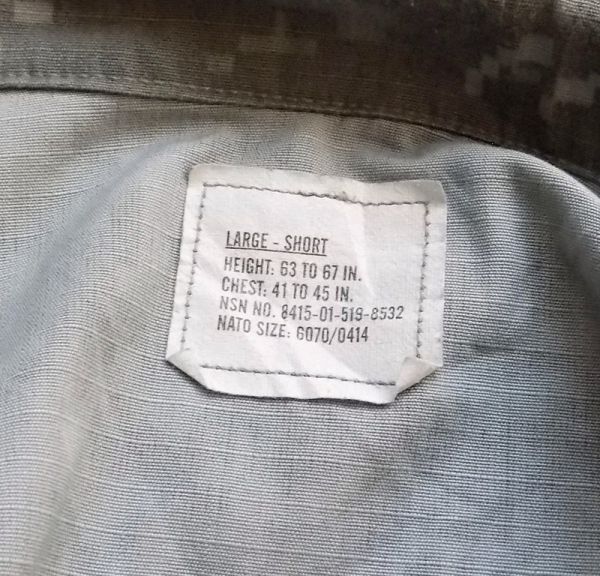 LARGE - SHORT
HEIGHT: 63 TO 67 IN.
CHEST: 41 TO 45 IN.
NSN NO. 8415-01-519-8532
NATO SIZE: 6070/0414